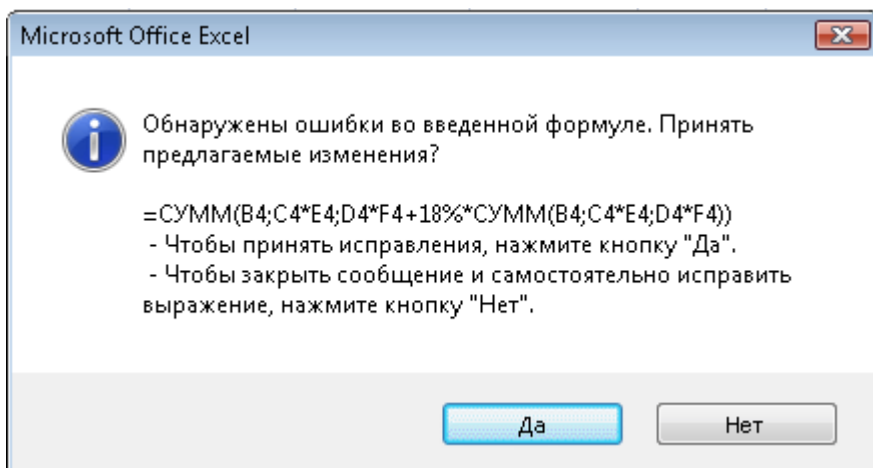 Microsoft Office Excel
Обнаружены ошибки во введенной формуле. Принять
предлагаемые изменения?
=СУММ(B4;C4*E4;D4*F4+18%*СУММ(B4;C4*E4;D4*F4))
- Чтобы принять исправления, нажмите кнопку "Да".
- Чтобы закрыть сообщение и самостоятельно исправить
выражение, нажмите кнопку "Нет".
Да
Нет